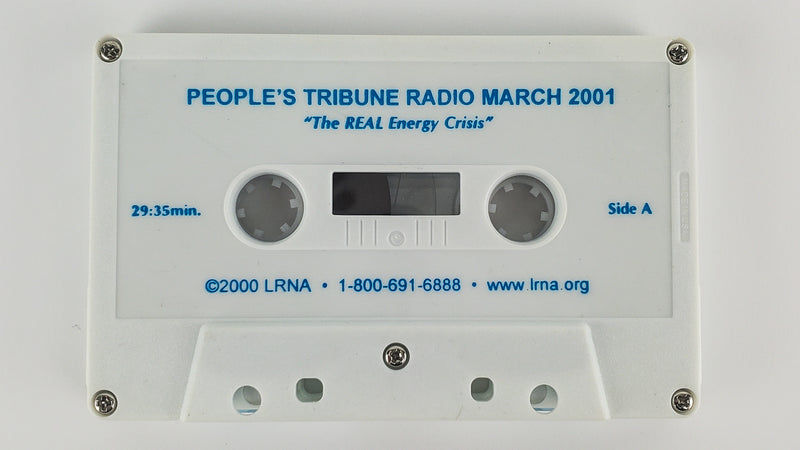 PEOPLE'S TRIBUNE RADIO MARCH 2001
"The REAL Energy Crisis"
29:35min.
Side A
©2000 LRNA • 1-800-691-6888 • www.lrna.org